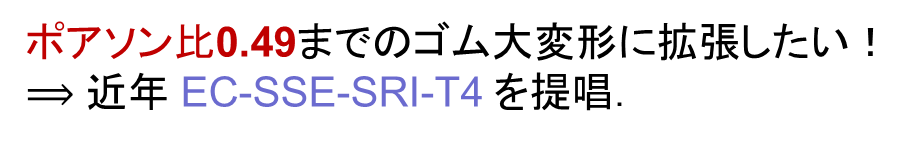 ポアソン比0.49までのゴム大変形に拡張したい！
⟹ 近年 EC-SSE-SRI-T4 を提唱.